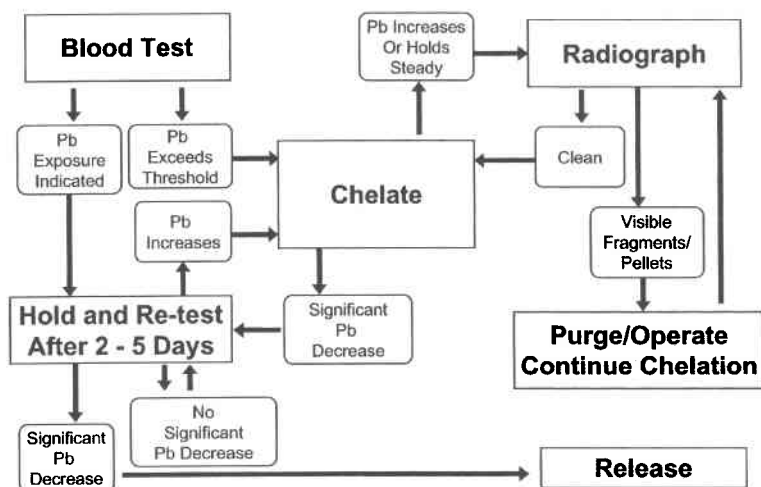 Blood Test
Pb Increases
Or Holds
Steady
Radiograph
Pb
Exposure
Indicated
Pb
Exceeds
Threshold
Clean
Chelate
Pb
Increases
Visible
Fragments/
Pellets
Hold and Re-test
After 2 - 5 Days
Significant
Pb
Decrease
Purge/Operate
Continue Chelation
No
Significant
Pb Decrease
Significant
Pb
Decrease
Release